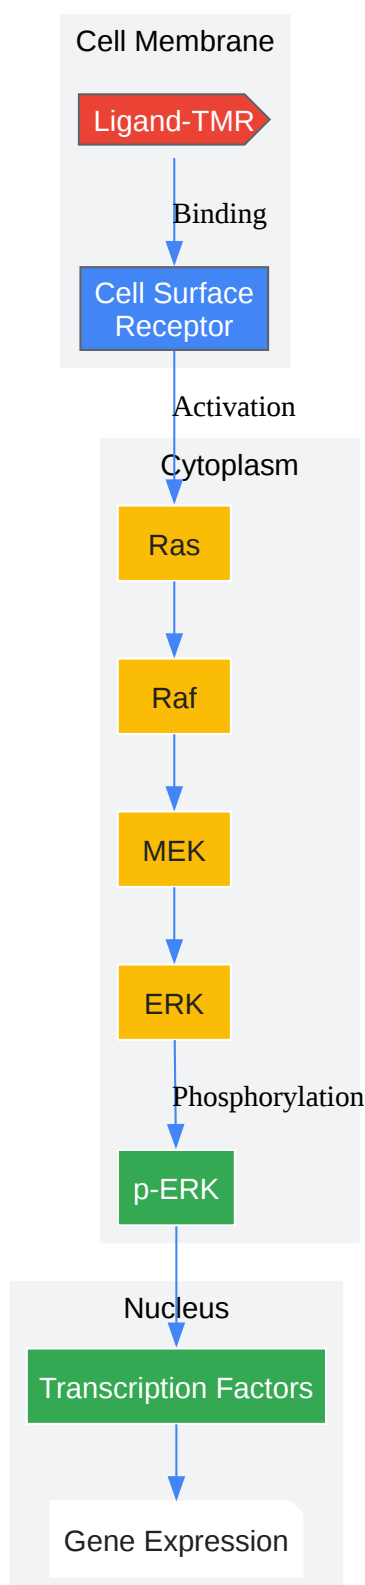 Cell Membrane
Ligand-TMR
Binding
Cell Surface
Receptor
Activation
Cytoplasm
Ras
Raf
MEK
ERK
Phosphorylation
p-ERK
Nucleus
Transcription Factors
Gene Expression